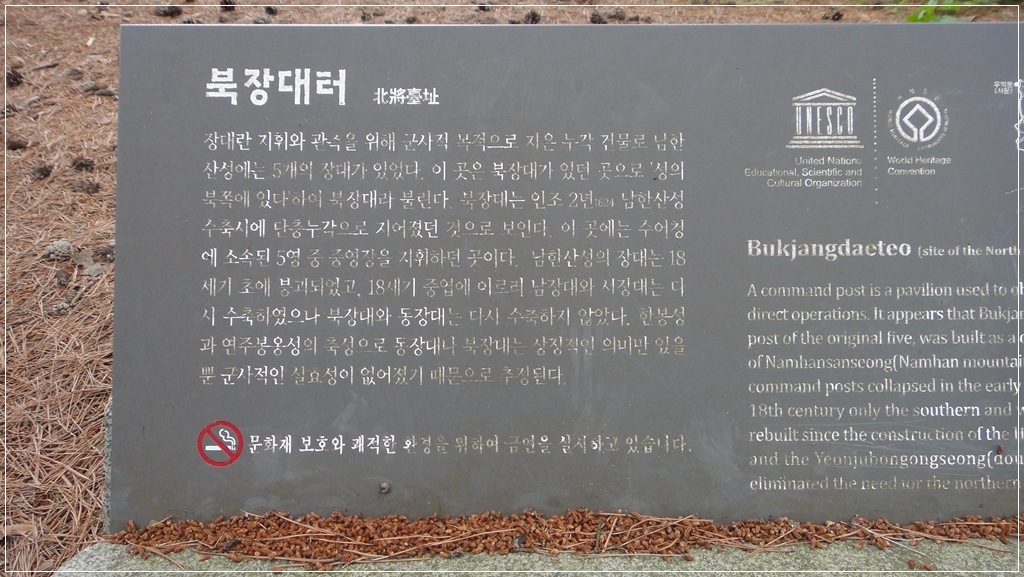 북장대터 北將臺址
장대란 지휘와 관측을 위해 군사적 목적으로 지은 누각 건물로 남한
산성에는 5개의 장대가 있었다. 이 곳은 북장대가 있던 곳으로 '성의
북쪽에 있다'하여 북장대라 불린다. 북장대는 인조 2년(1624) 남한산성
수축시에 단층누각으로 지어졌던 것으로 보인다. 이 곳에는 수어청
에 소속된 5영 중 중앙강을 지휘하던 곳이다. 남한산성의 장대는 18
세기 초에 붕괴되었고, 18세기 중엽에 이르러 남장대와 서장대는 다
시 수축하였으나 북장대와 동장대는 다시 수축하지 않았다. 한봉성
과 연주봉옹성의 축성으로 동장대나 북장대는 상징적인 의미만 있을
뿐 군사적인 실효성이 없어졌기 때문으로 추정된다.
문화재 보호와 쾌적한 환경을 위하여 금연을 실시하고 있습니다.
UNESCO
United Nations
Educational, Scientific and
Cultural Organization
World Heritage
Convention
Bukjangdaeteo (site of the North
A command post is a pavilion used to
direct operations. It appears that
post of the original five, was built as a
of Namhansanseong(Namhan
command posts collapsed in the early
18th century only the southern and
rebuilt since the construction of the
and the Yeonjubongongseong(
eliminated the need for the northern